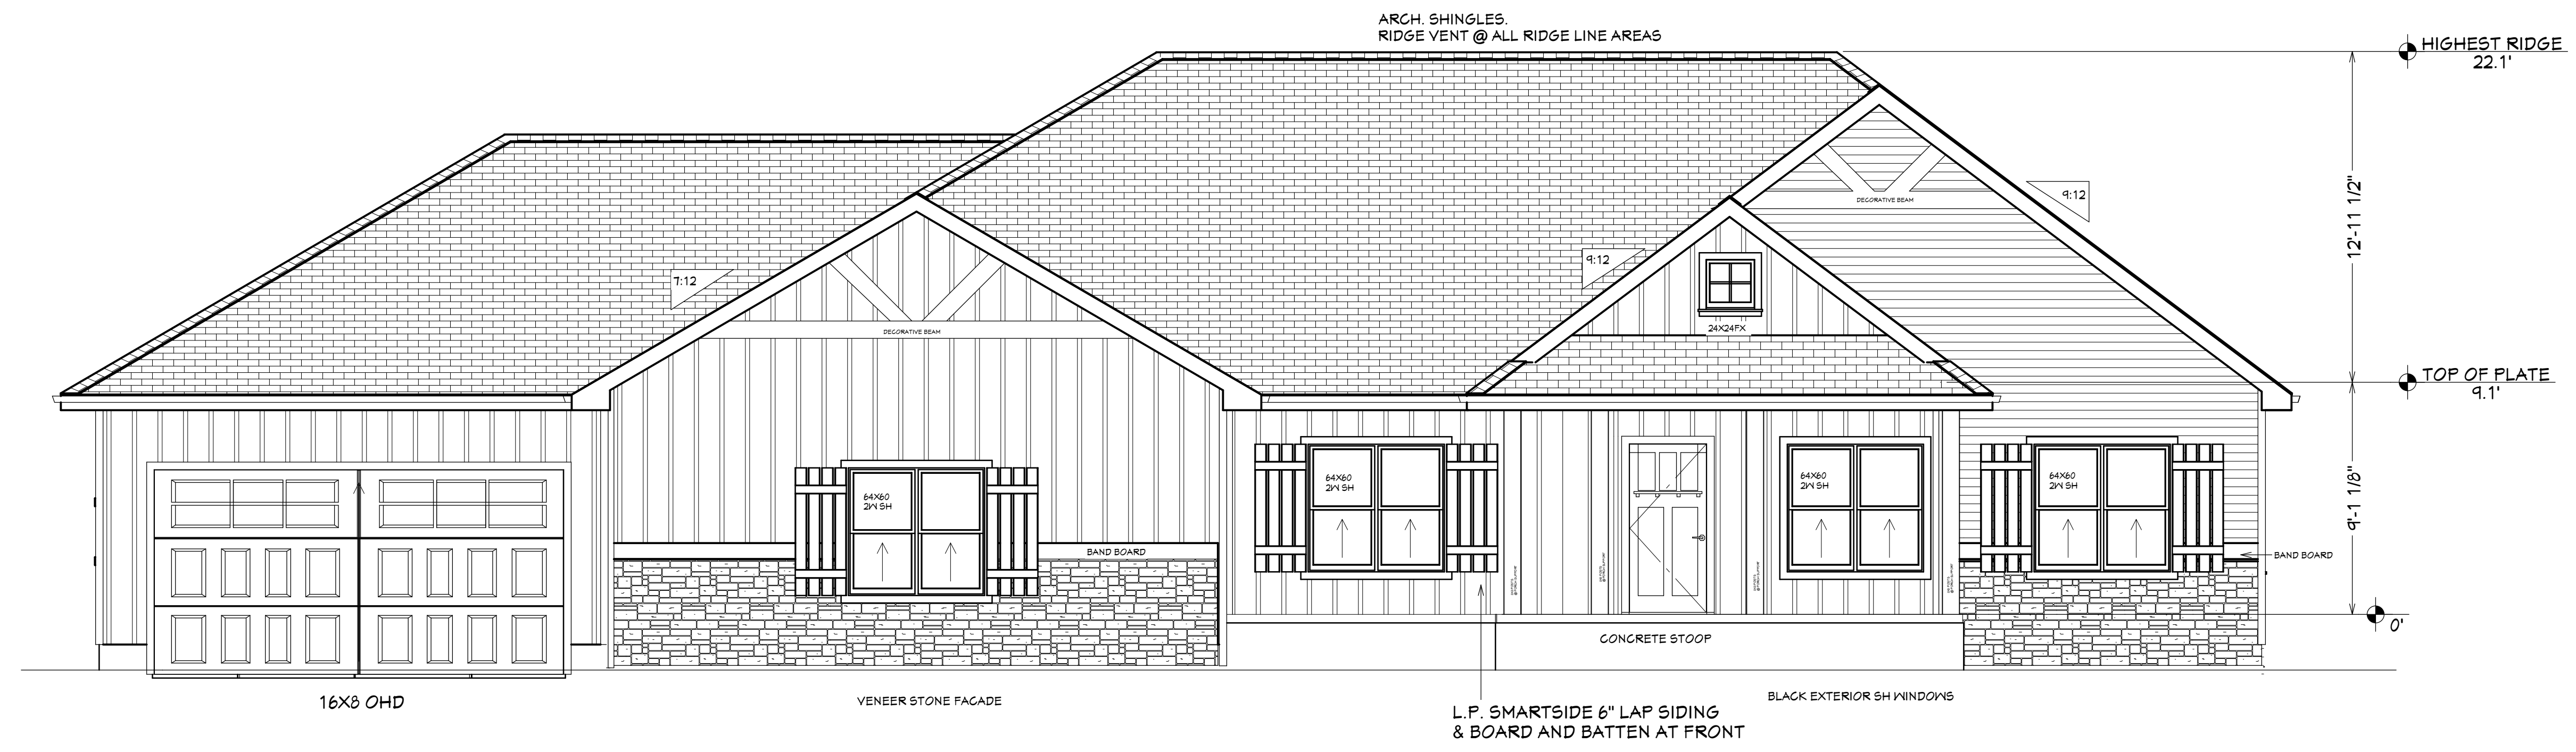 ARCH. SHINGLES.
RIDGE VENT @ ALL RIDGE LINE AREAS
HIGHEST RIDGE
22.1'
12'-11 1/2"
9:12
DECORATIVE BEAM
9:12
7:12
24X24FX
DECORATIVE BEAM
TOP OF PLATE
9.1'
9'-1 1/8"
64X60
2W SH
64X60
2W SH
64X60
2W SH
64X60
2W SH
BAND BOARD
BAND BOARD
0'
CONCRETE STOOP
16X8 OHD
VENEER STONE FACADE
BLACK EXTERIOR SH WINDOWS
L.P. SMARTSIDE 6" LAP SIDING
& BOARD AND BATTEN AT FRONT